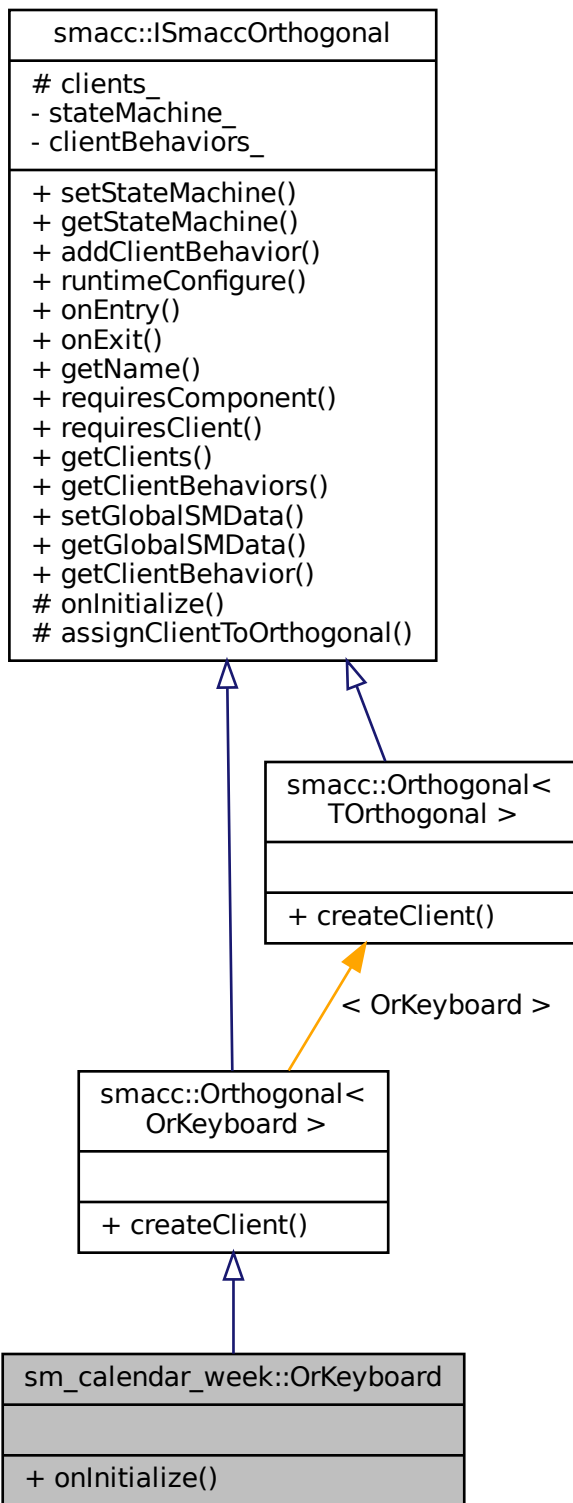 smacc::ISmaccOrthogonal
# clients_
- stateMachine_
- clientBehaviors_
+ setStateMachine()
+ getStateMachine()
+ addClientBehavior()
+ runtimeConfigure()
+ onEntry()
+ onExit()
+ getName()
+ requiresComponent()
+ requiresClient()
+ getClients()
+ getClientBehaviors()
+ setGlobalSMData()
+ getGlobalSMData()
+ getClientBehavior()
# onInitialize()
# assignClientToOrthogonal()
smacc::Orthogonal<
TOrthogonal >
+ createClient()
< OrKeyboard >
smacc::Orthogonal<
OrKeyboard >
+ createClient()
sm_calendar_week::OrKeyboard
+ onInitialize()